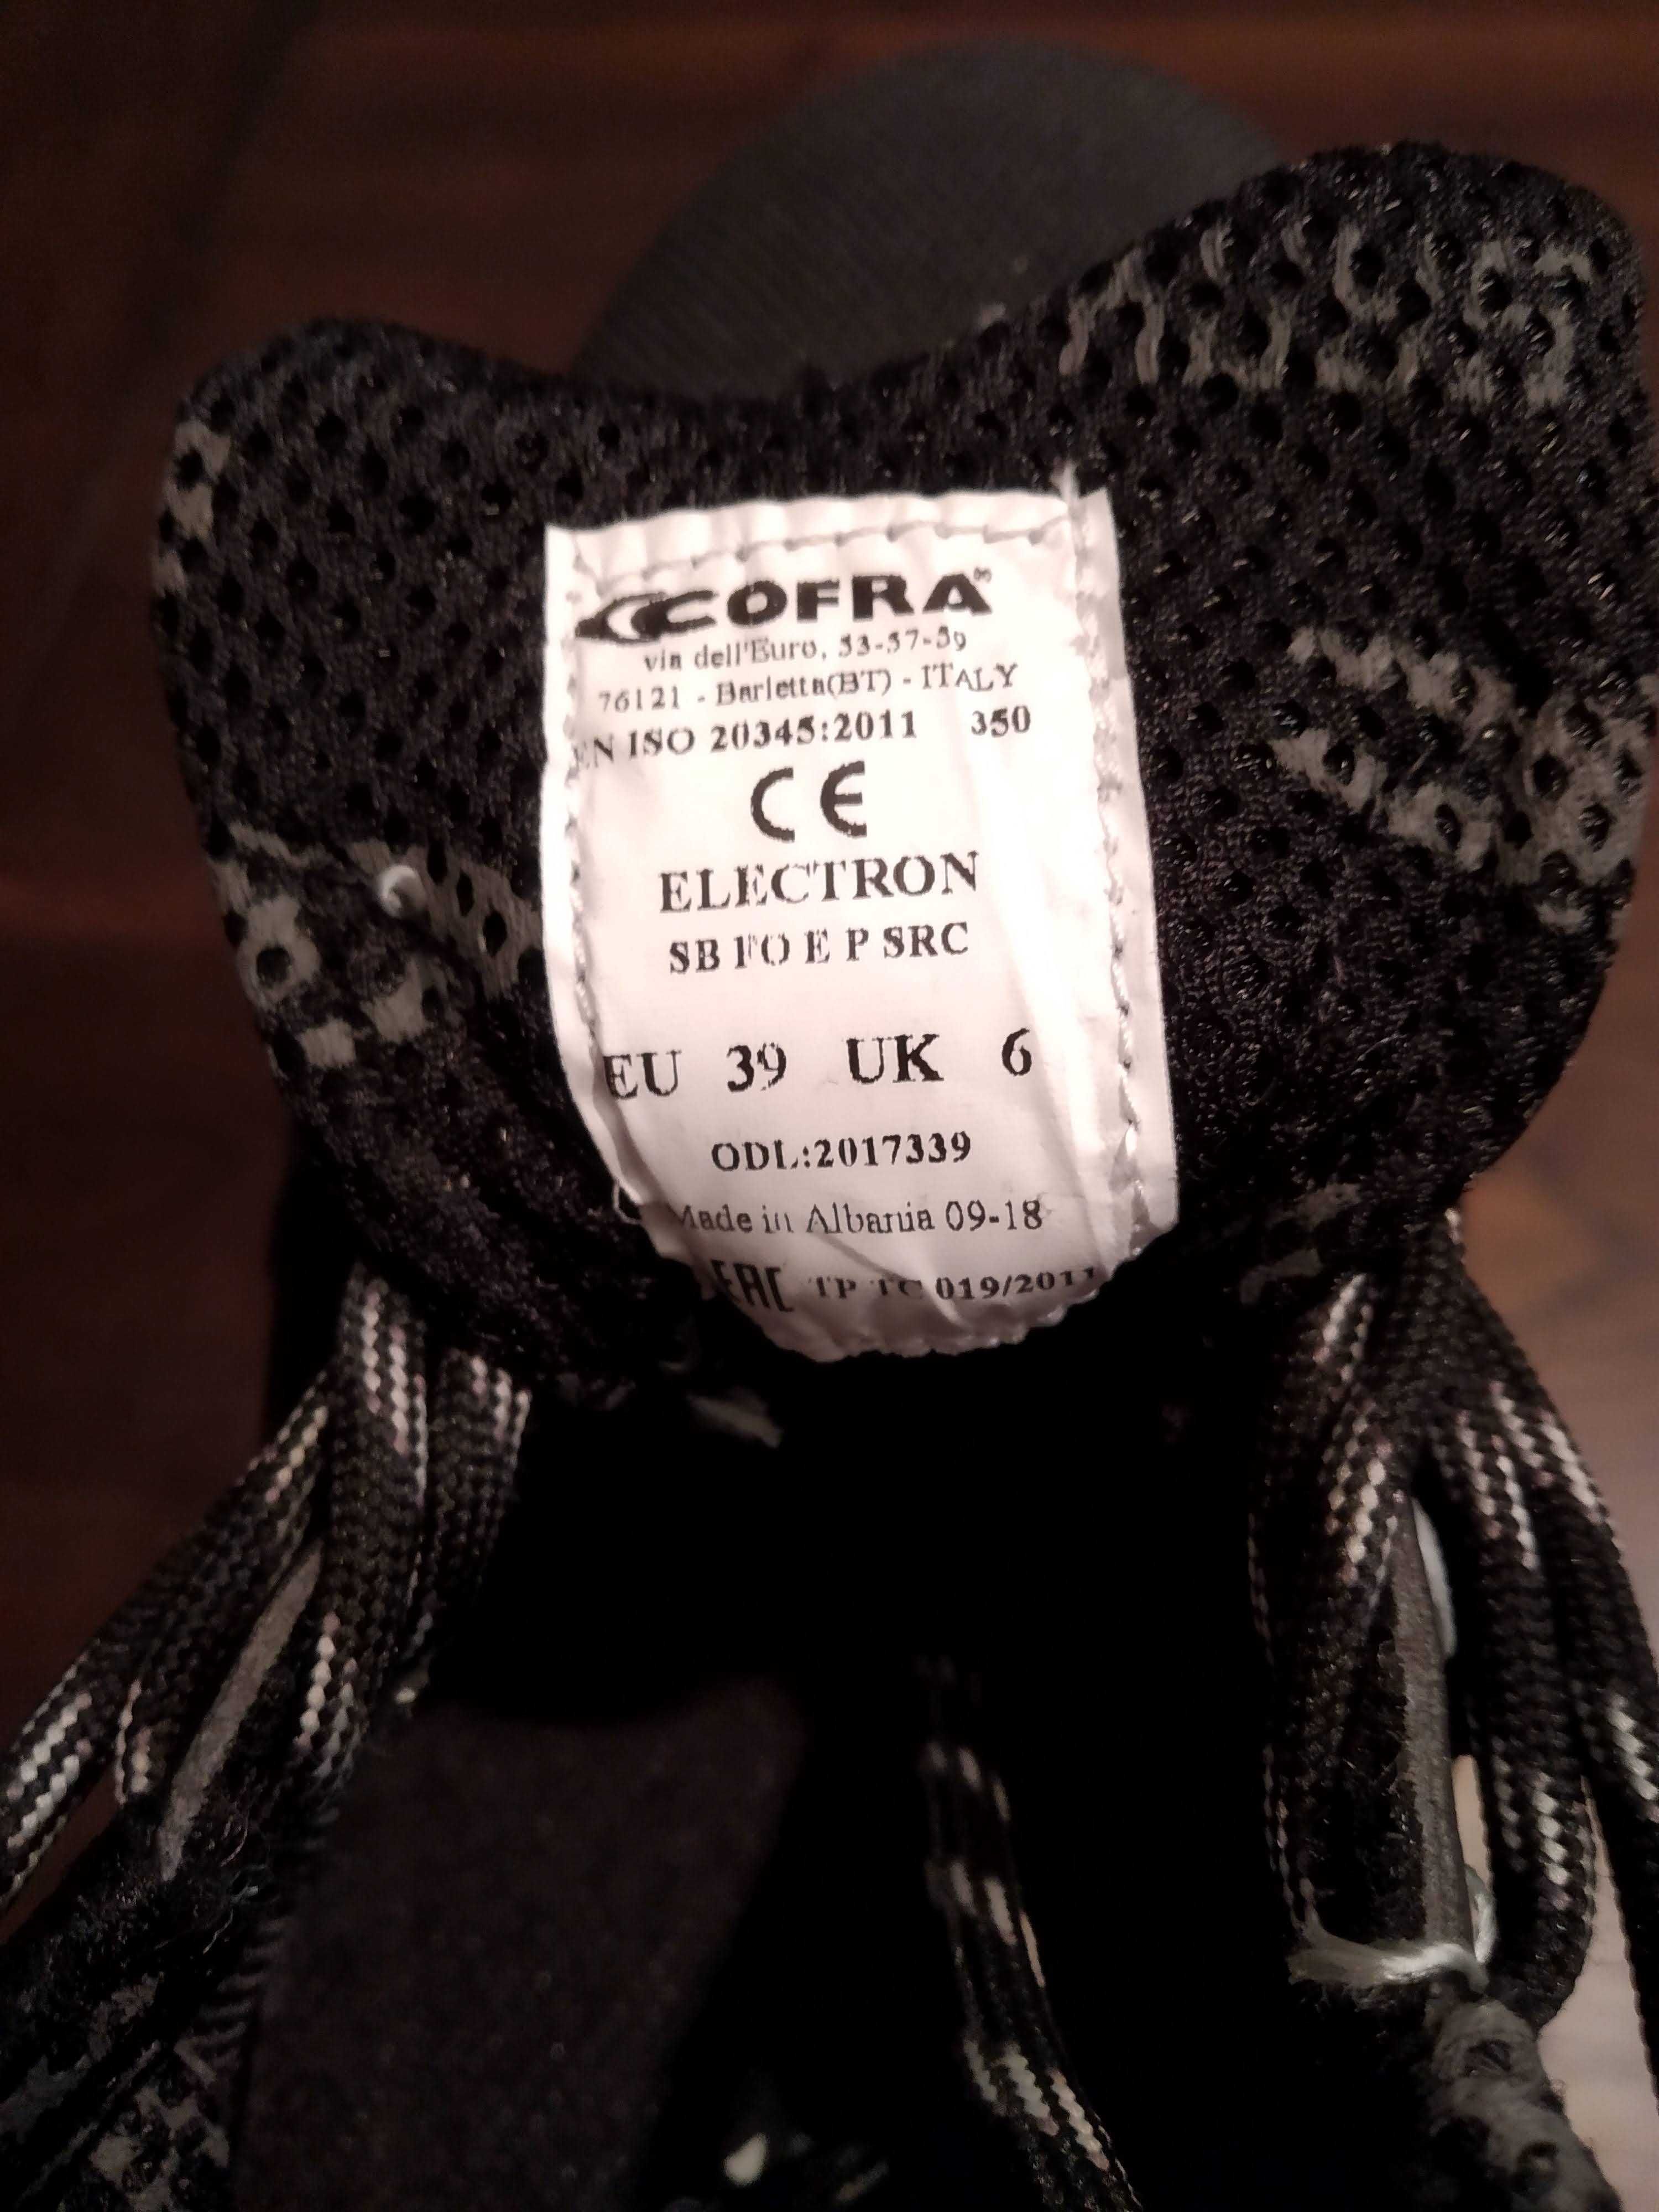 COFRA®
via dell'Euro, 53-57-59
76121 - Barletta(BT) - ITALY
EN ISO 20345:2011 350
CE
ELECTRON
SB FO E P SRC
EU 39 UK 6
ODL:2017339
Made in Albania 09-18
EAC TP TC 019/2011